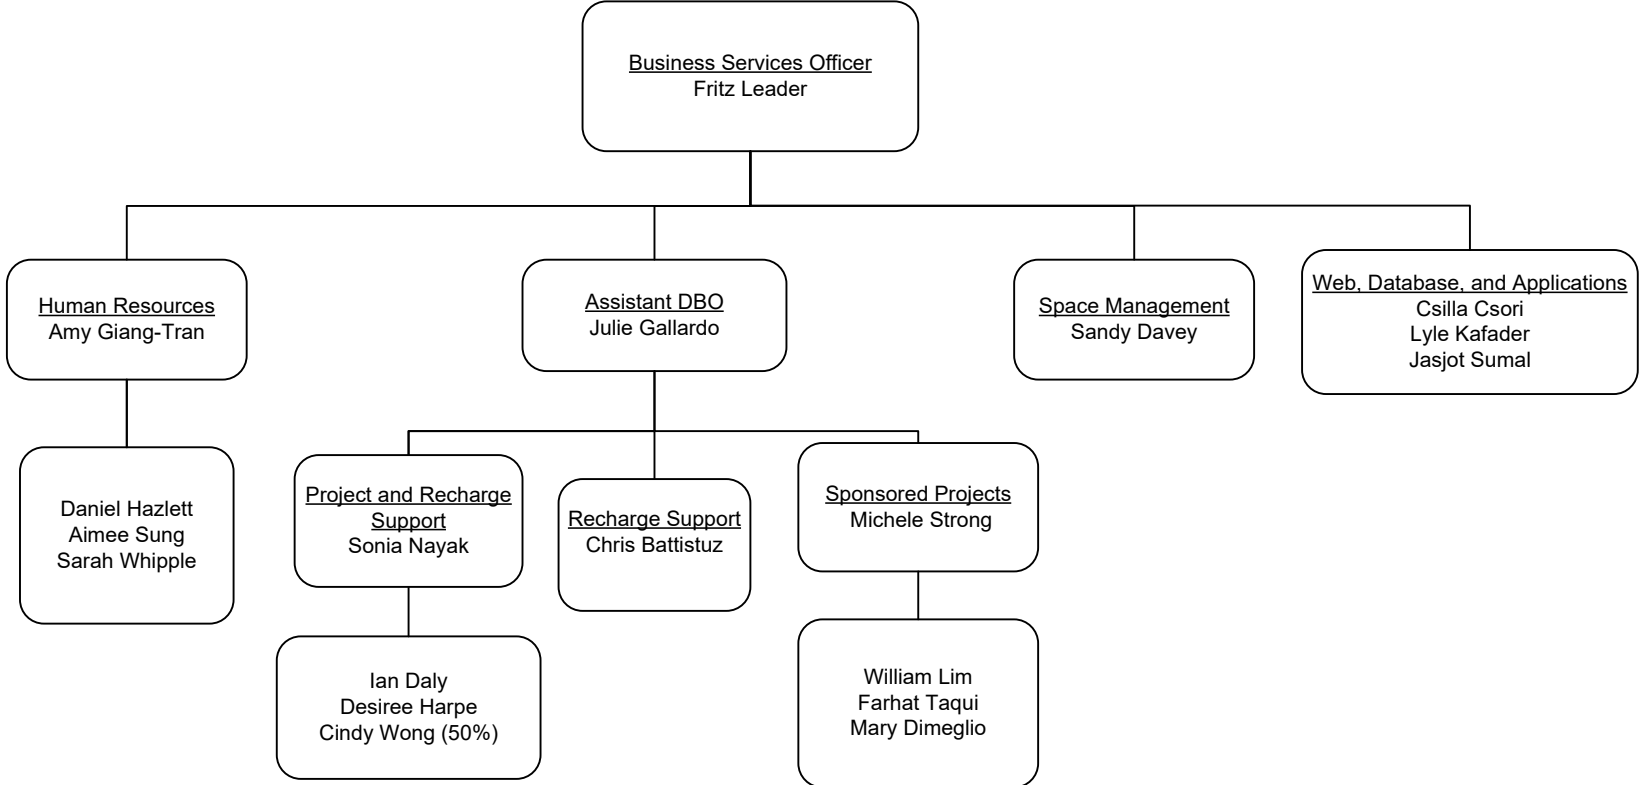 Business Services Officer
Fritz Leader
Human Resources
Amy Giang-Tran
Assistant DBO
Julie Gallardo
Space Management
Sandy Davey
Web, Database, and Applications
Csilla Csori
Lyle Kafader
Jasjot Sumal
Daniel Hazlett
Aimee Sung
Sarah Whipple
Project and Recharge
Support
Sonia Nayak
Recharge Support
Chris Battistuz
Sponsored Projects
Michele Strong
Ian Daly
Desiree Harpe
Cindy Wong (50%)
William Lim
Farhat Taqui
Mary Dimeglio